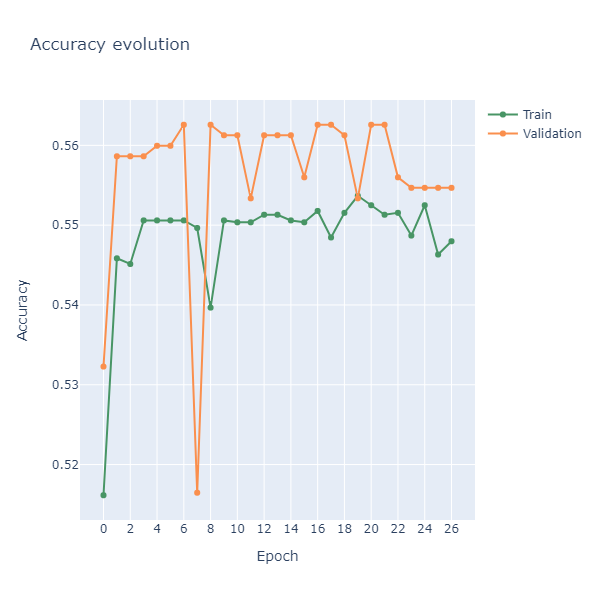 Accuracy evolution
Train
Validation
0.56
0.55
0.54
0.53
0.52
Accuracy
0 2 4 6 8 10 12 14 16 18 20 22 24 26
Epoch